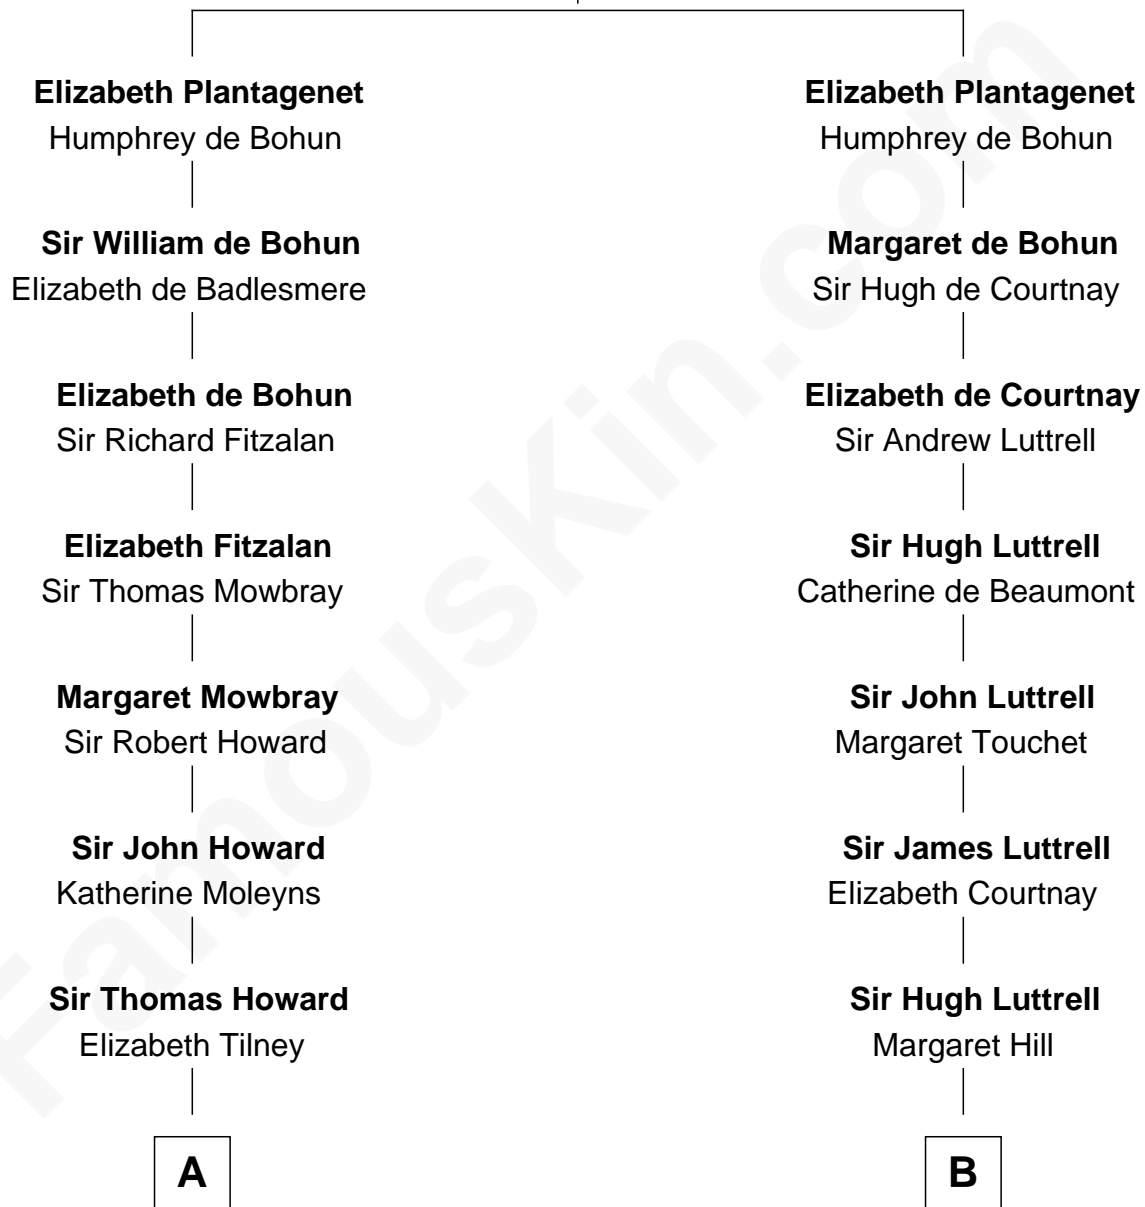 Elizabeth Plantagenet
Humphrey de Bohun
Sir William de Bohun
Elizabeth de Badlesmere
Elizabeth de Bohun
Sir Richard Fitzalan
Elizabeth Fitzalan
Sir Thomas Mowbray
Margaret Mowbray
Sir Robert Howard
Sir John Howard
Katherine Moleyns
Sir Thomas Howard
Elizabeth Tilney
A
Elizabeth Plantagenet
Humphrey de Bohun
Margaret de Bohun
Sir Hugh de Courtnay
Elizabeth de Courtnay
Sir Andrew Luttrell
Sir Hugh Luttrell
Catherine de Beaumont
Sir John Luttrell
Margaret Touchet
Sir James Luttrell
Elizabeth Courtnay
Sir Hugh Luttrell
Margaret Hill
B
FamousKin.com